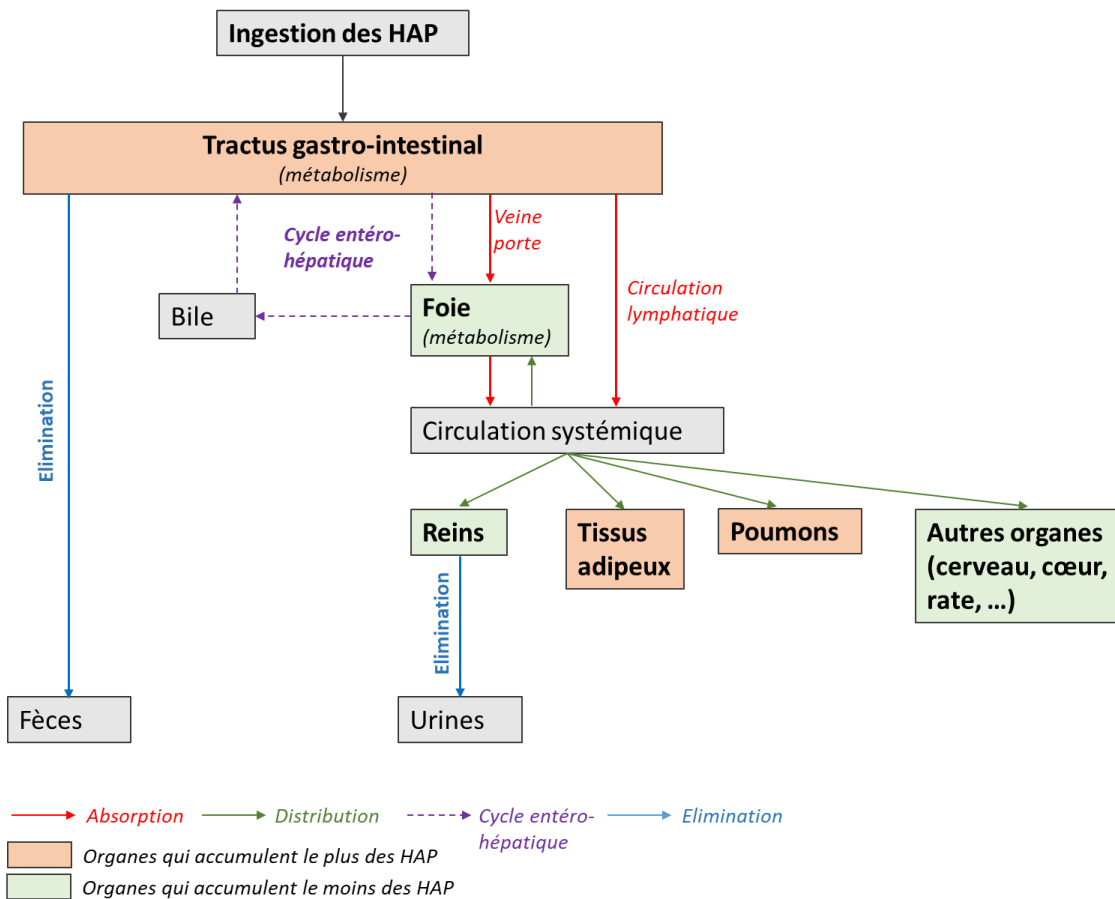 Ingestion des HAP
Tractus gastro-intestinal
(métabolisme)
Veine
porte
Cycle entéro-
hépatique
Circulation
lymphatique
Bile
Foie
(métabolisme)
Elimination
Circulation systémique
Reins
Tissus
adipeux
Poumons
Autres organes
(cerveau, cœur,
rate, …)
Elimination
Fèces
Urines
Absorption
Distribution
Cycle entéro-
hépatique
Elimination
Organes qui accumulent le plus des HAP
Organes qui accumulent le moins des HAP